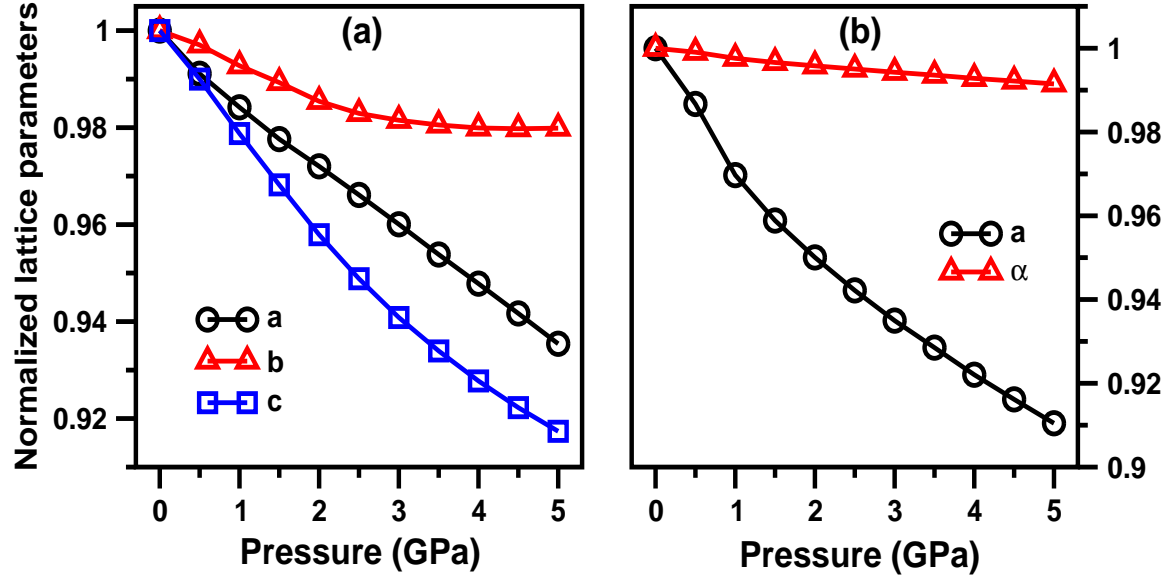 Normalized lattice parameters
(a)
1
0.98
0.96
0.94
0.92
a
b
c
0 1 2 3 4 5
Pressure (GPa)
(b)
1
0.98
0.96
0.94
0.92
0.9
a
α
0 1 2 3 4 5
Pressure (GPa)